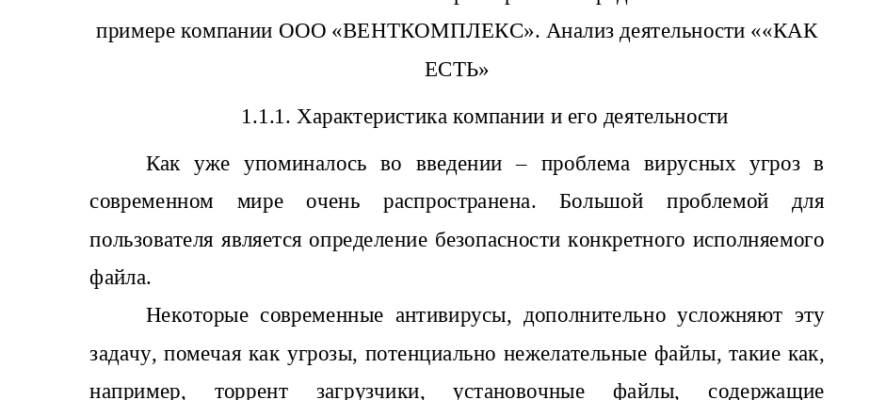 примере компании ООО «ВЕНТКОМПЛЕКС». Анализ деятельности ««КАК
ЕСТЬ»
1.1.1. Характеристика компании и его деятельности
Как уже упоминалось во введении – проблема вирусных угроз в
современном мире очень распространена. Большой проблемой для
пользователя является определение безопасности конкретного исполняемого
файла.
Некоторые современные антивирусы, дополнительно усложняют эту
задачу, помечая как угрозы, потенциально нежелательные файлы, такие как,
например, торрент загрузчики, установочные файлы, содержащие